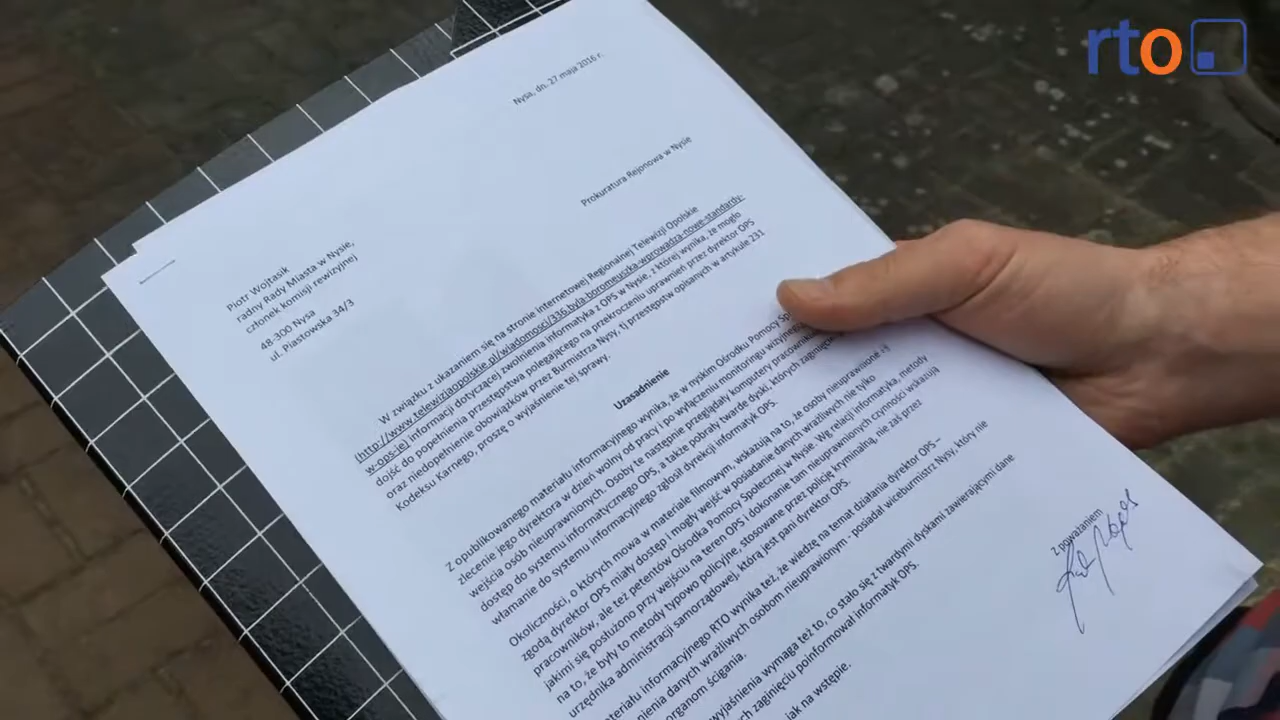 rto
Nysa, dn. 27 maja 2016 r.
Prokuratura Rejonowa w Nysie
Piotr Wojtasik
radny Rady Miasta w Nysie,
członek komisji rewizyjnej
48-300 Nysa
ul. Piastowska 34/3
W związku z ukazaniem się na stronie internetowej Regionalnej Telewizji Opolskie
(http://www.telewizjaopolskie.pl/wiadomosci/336,byla-boromeuszka-wprowadza-nowe-standardy-
w-ops-ie) informacji dotyczącej zwolnienia informatyka z OPS w Nysie, z której wynika, że mogło
dojść do popełnienia przestępstwa polegającego na przekroczeniu uprawnień przez dyrektor OPS
oraz niedopełnienie obowiązków przez Burmistrza Nysy, tj przestępstw opisanych w artykule 231
Kodeksu Karnego, proszę o wyjaśnienie tej sprawy.
Uzasadnienie
Z opublikowanego materiału informacyjnego wynika, że w nyskim Ośrodku Pomocy
zlecenie jego dyrektora w dzień wolny od pracy i po wyłączeniu monitoringu wizyjnego
wejścia osób nieuprawnionych. Osoby te następnie przeglądały komputery
dostęp do systemu informatycznego OPS, a także pobrały twarde dyski, których zaginięcie
włamanie do systemu informacyjnego zgłosił dyrekcji informatyk OPS.
Okoliczności, o których mowa w materiale filmowym, wskazują na to, że osoby nieuprawnione
zgodą dyrektor OPS miały dostęp i mogły wejść w posiadanie danych wrażliwych nie tylko
pracowników, ale też petentów Ośrodka Pomocy Społecznej w Nysie. Wg relacji informatyka, metody
jakimi się posłużono przy wejściu na teren OPS i dokonanie tam nieuprawnionych czynności wskazują
na to, że były to metody typowo policyjne, stosowane przez policję kryminalną, nie zaś przez
urzędnika administracji samorządowej, którą jest pani dyrektor OPS.
materiału informacyjnego RTO wynika też, że wiedzę na temat działania dyrektor OPS –
danych wrażliwych osobom nieuprawnionym - posiadał wiceburmistrz Nysy, który nie
organom ścigania.
wyjaśnienia wymaga też to, co stało się z twardymi dyskami zawierającymi dane
zaginięciu poinformował informatyk OPS.
jak na wstępie.
Z poważaniem